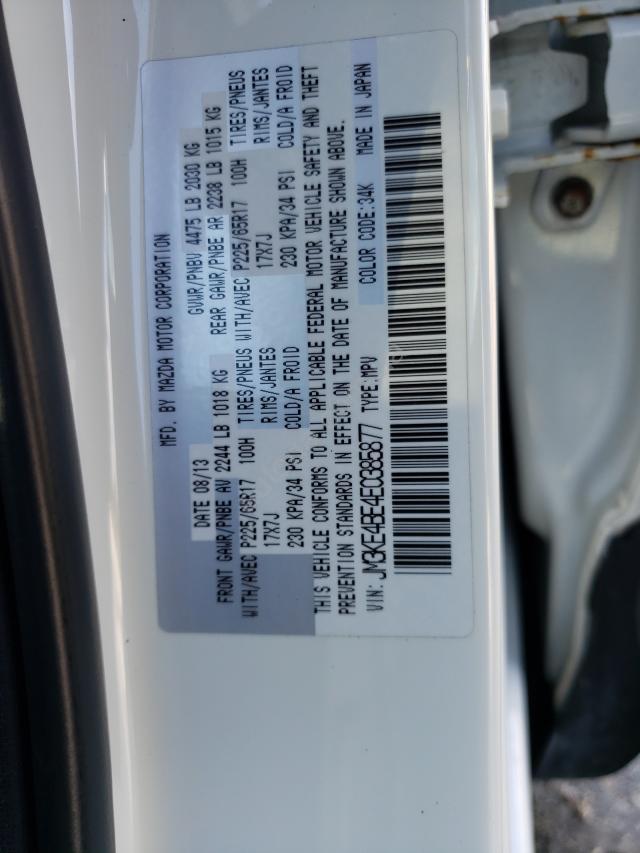 MFD. BY MAZDA MOTOR CORPORATION
DATE 08/13 GVWR/PNBV 4475 LB 2030 KG
FRONT GAWR/PNBE AV 2244 LB 1018 KG REAR GAWR/PNBE AR 2238 LB 1015 KG
WITH/AVEC P225/65R17 100H TIRES/PNEUS WITH/AVEC P225/65R17 100H TIRES/PNEUS
17X7J RIMS/JANTES 17X7J RIMS/JANTES
230 KPA/34 PSI COLD/A FROID 230 KPA/34 PSI COLD/A FROID
THIS VEHICLE CONFORMS TO ALL APPLICABLE FEDERAL MOTOR VEHICLE SAFETY AND THEFT
PREVENTION STANDARDS IN EFFECT ON THE DATE OF MANUFACTURE SHOWN ABOVE.
VIN: JM3KE4BE4E0385877 TYPE: MPV COLOR CODE: 34K MADE IN JAPAN